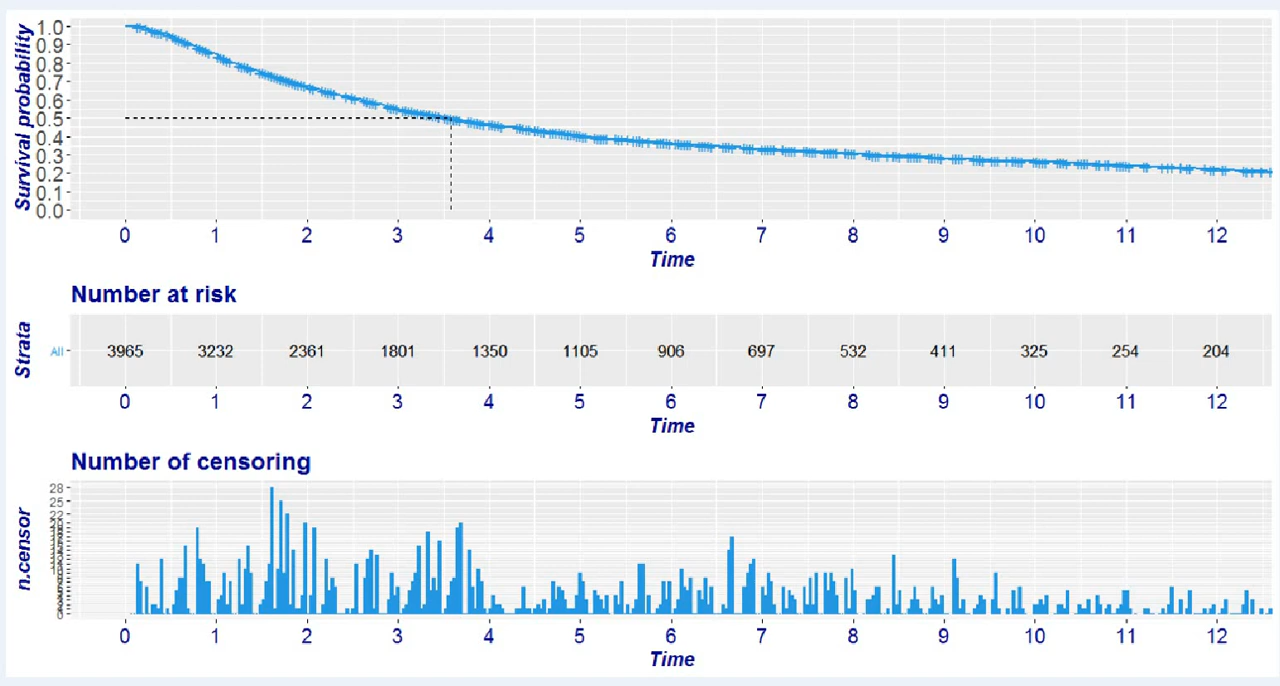 Survival probability
1.0
0.9
0.8
0.7
0.6
0.5
0.4
0.3
0.2
0.1
0.0
0 1 2 3 4 5 6 7 8 9 10 11 12
Time
Number at risk
Strata
All
3965 3232 2361 1801 1350 1105 906 697 532 411 325 254 204
0 1 2 3 4 5 6 7 8 9 10 11 12
Time
Number of censoring
n.censor
28
25
22
0
0 1 2 3 4 5 6 7 8 9 10 11 12
Time